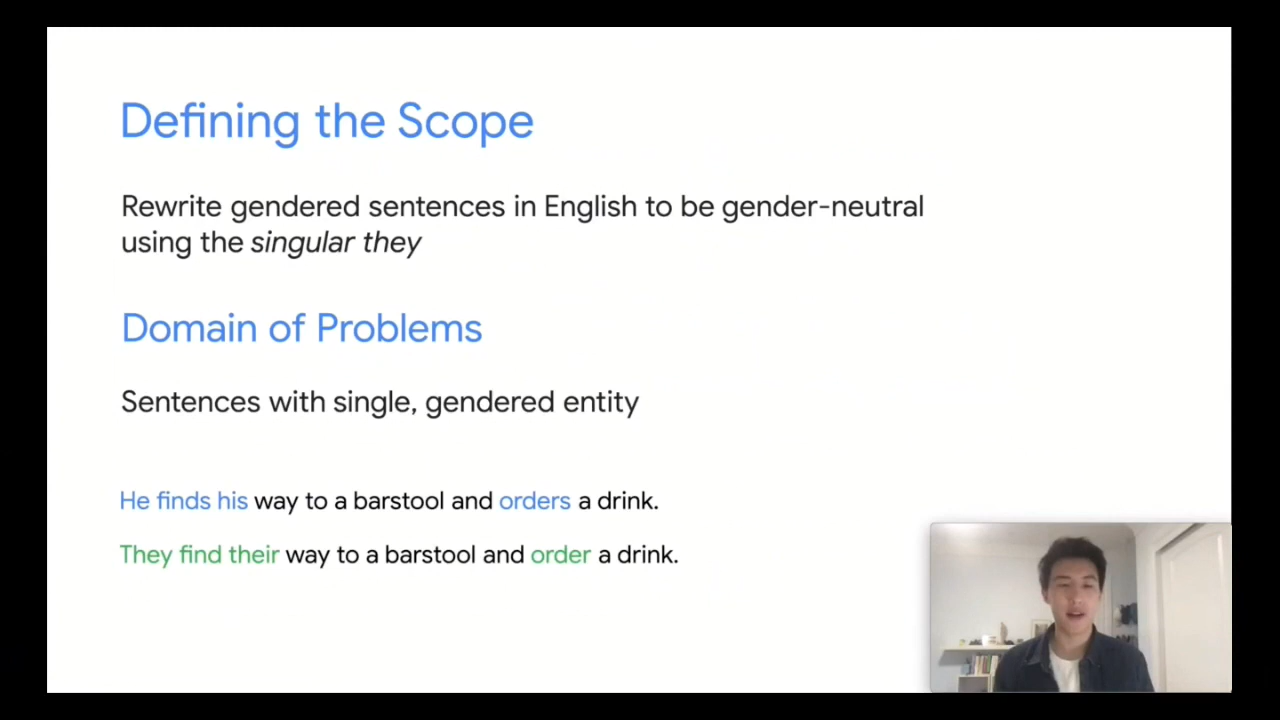 Defining the Scope
Rewrite gendered sentences in English to be gender-neutral
using the singular they
Domain of Problems
Sentences with single, gendered entity
He finds his way to a barstool and orders a drink.
They find their way to a barstool and order a drink.